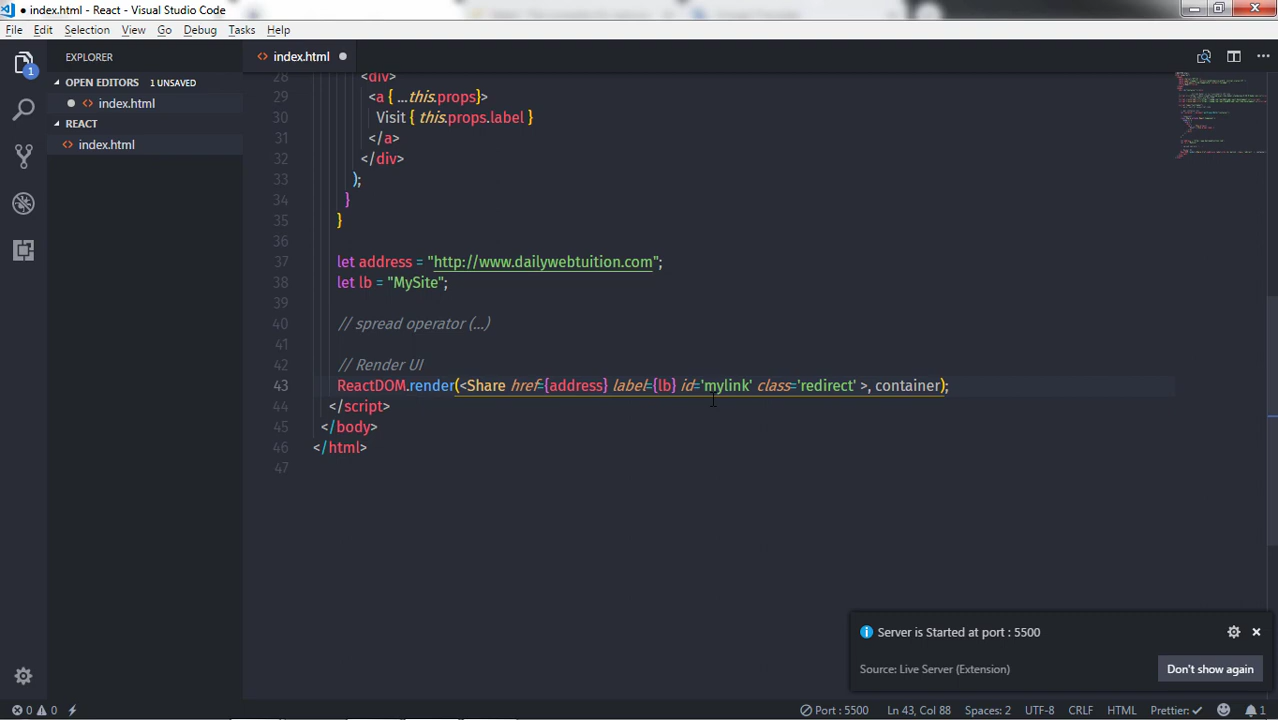 index.html - React - Visual Studio Code
File Edit Selection View Go Debug Tasks Help
EXPLORER
index.html
OPEN EDITORS 1 UNSAVED
index.html
REACT
index.html
1
28 <div>
29 <a { ...this.props}>
30 Visit { this.props.label }
31 </a>
32 </div>
33 );
34 }
35 }
36
37 let address = "http://www.dailywebtuition.com";
38 let lb = "MySite";
39
40 // spread operator (...)
41
42 // Render UI
43 ReactDOM.render(<Share href={address} label={lb} id='mylink' class='redirect' >, container);
44 </script>
45 </body>
46 </html>
47
Server is Started at port : 5500
Source: Live Server (Extension)
Don't show again
0 0 Port : 5500 Ln 43, Col 88 Spaces: 2 UTF-8 CRLF HTML Prettier: ✓ 1